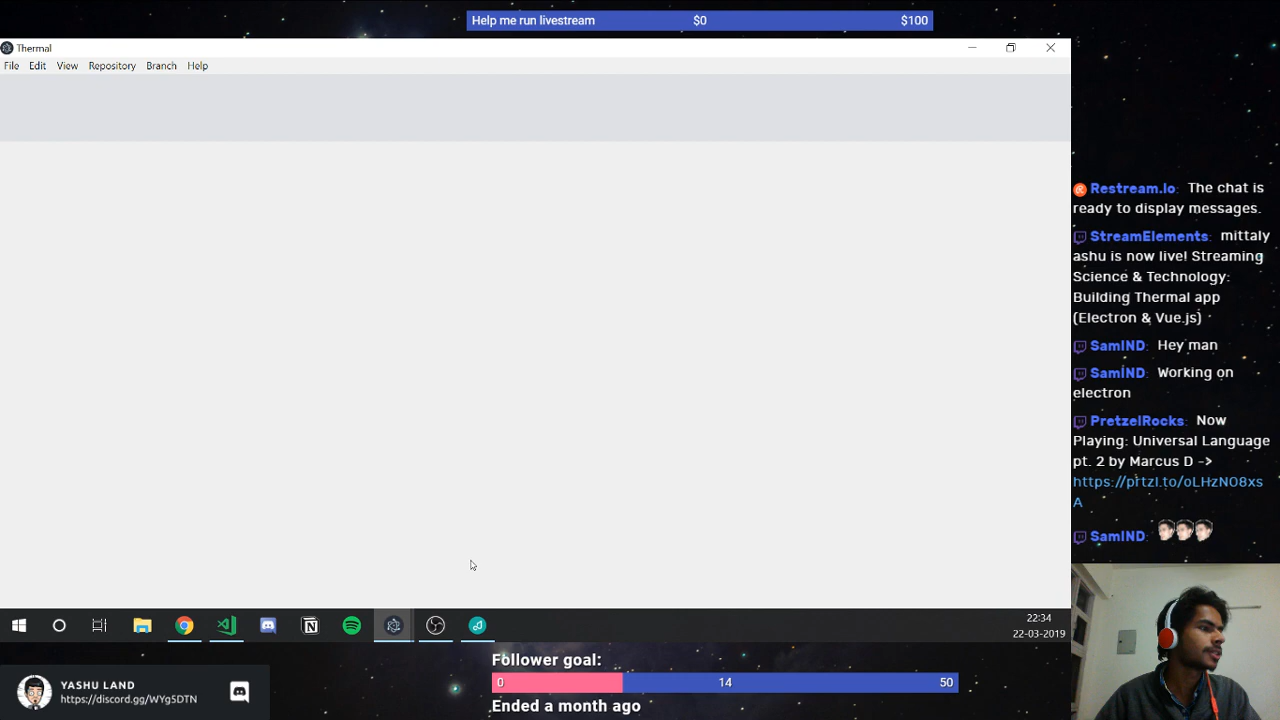 Help me run livestream $0 $100
Thermal
File Edit View Repository Branch Help
Restream.io: The chat is
ready to display messages.
StreamElements: mittaly
ashu is now live! Streaming
Science & Technology:
Building Thermal app
(Electron & Vue.js)
SamIND: Hey man
SamIND: Working on
electron
PretzelRocks: Now
Playing: Universal Language
pt. 2 by Marcus D ->
https://prtzl.to/oLHzN08xs
A
SamIND:
22:34
22-03-2019
Follower goal:
0 14 50
Ended a month ago
YASHU LAND
https://discord.gg/WYg5DTN